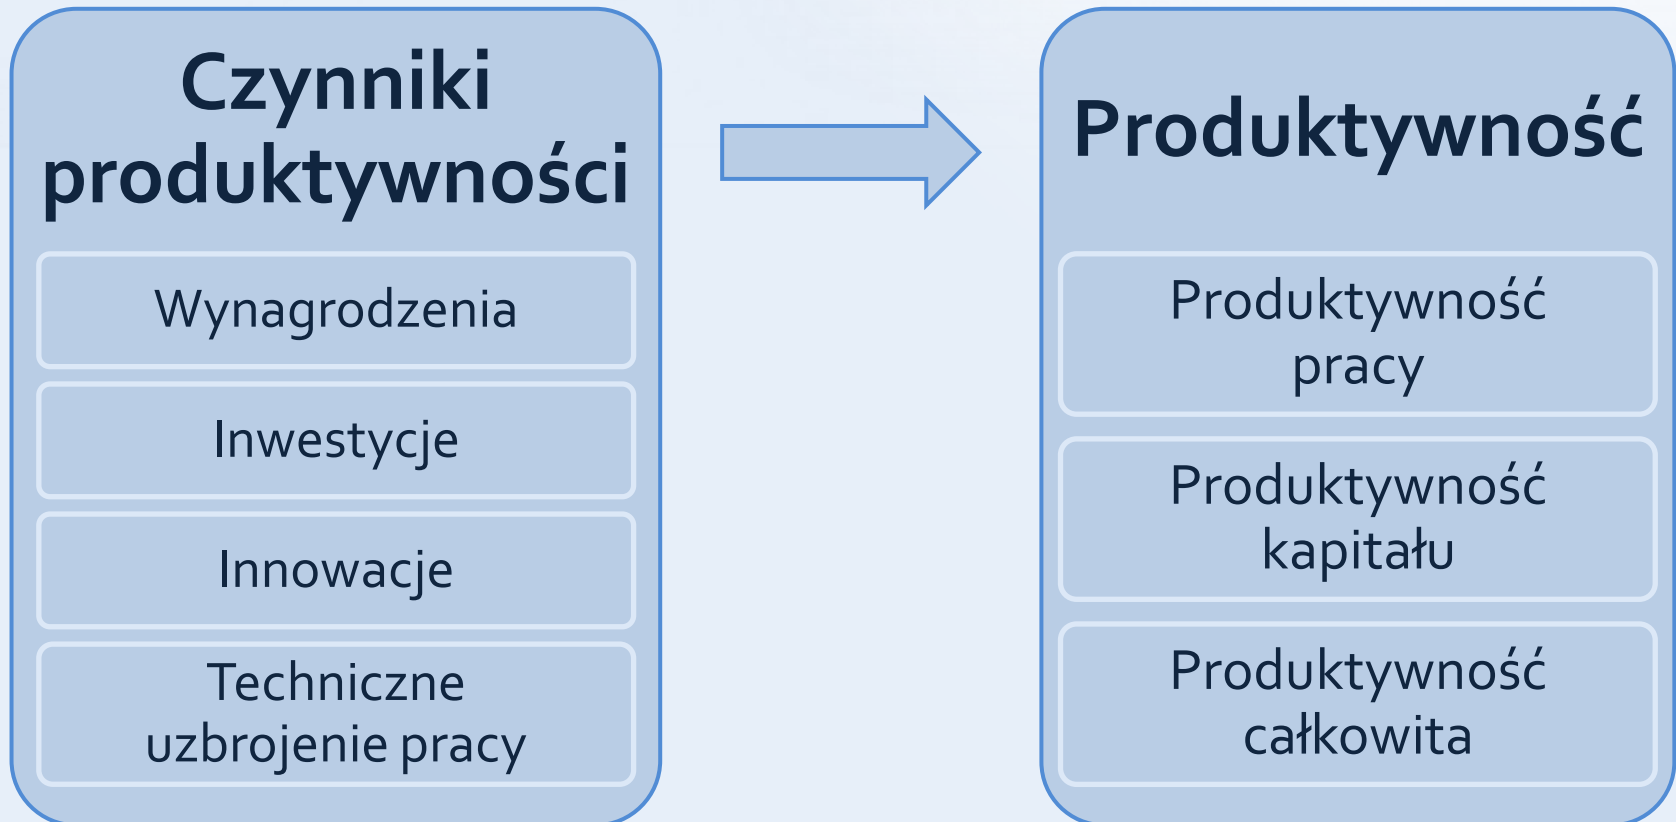 Czynniki
produktywności
Wynagrodzenia
Inwestycje
Innowacje
Techniczne
uzbrojenie pracy
Produktywność
Produktywność
pracy
Produktywność
kapitału
Produktywność
całkowita